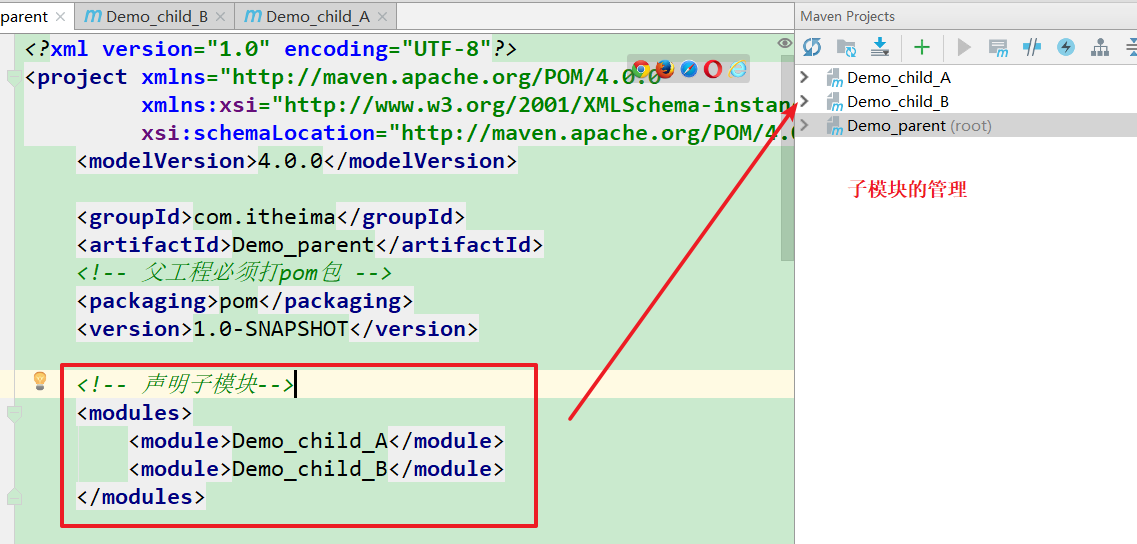 parent
Demo_child_B
Demo_child_A
<?xml version="1.0" encoding="UTF-8"?>
<project xmlns="http://maven.apache.org/POM/4.0.0
xmlns:xsi="http://www.w3.org/2001/XMLSchema-instan
xsi:schemaLocation="http://maven.apache.org/POM/4.0
<modelVersion>4.0.0</modelVersion>
<groupId>com.itheima</groupId>
<artifactId>Demo_parent</artifactId>
<!-- 父工程必须打pom包 -->
<packaging>pom</packaging>
<version>1.0-SNAPSHOT</version>
<!-- 声明子模块-->
<modules>
<module>Demo_child_A</module>
<module>Demo_child_B</module>
</modules>
Maven Projects
Demo_child_A
Demo_child_B
Demo_parent (root)
子模块的管理